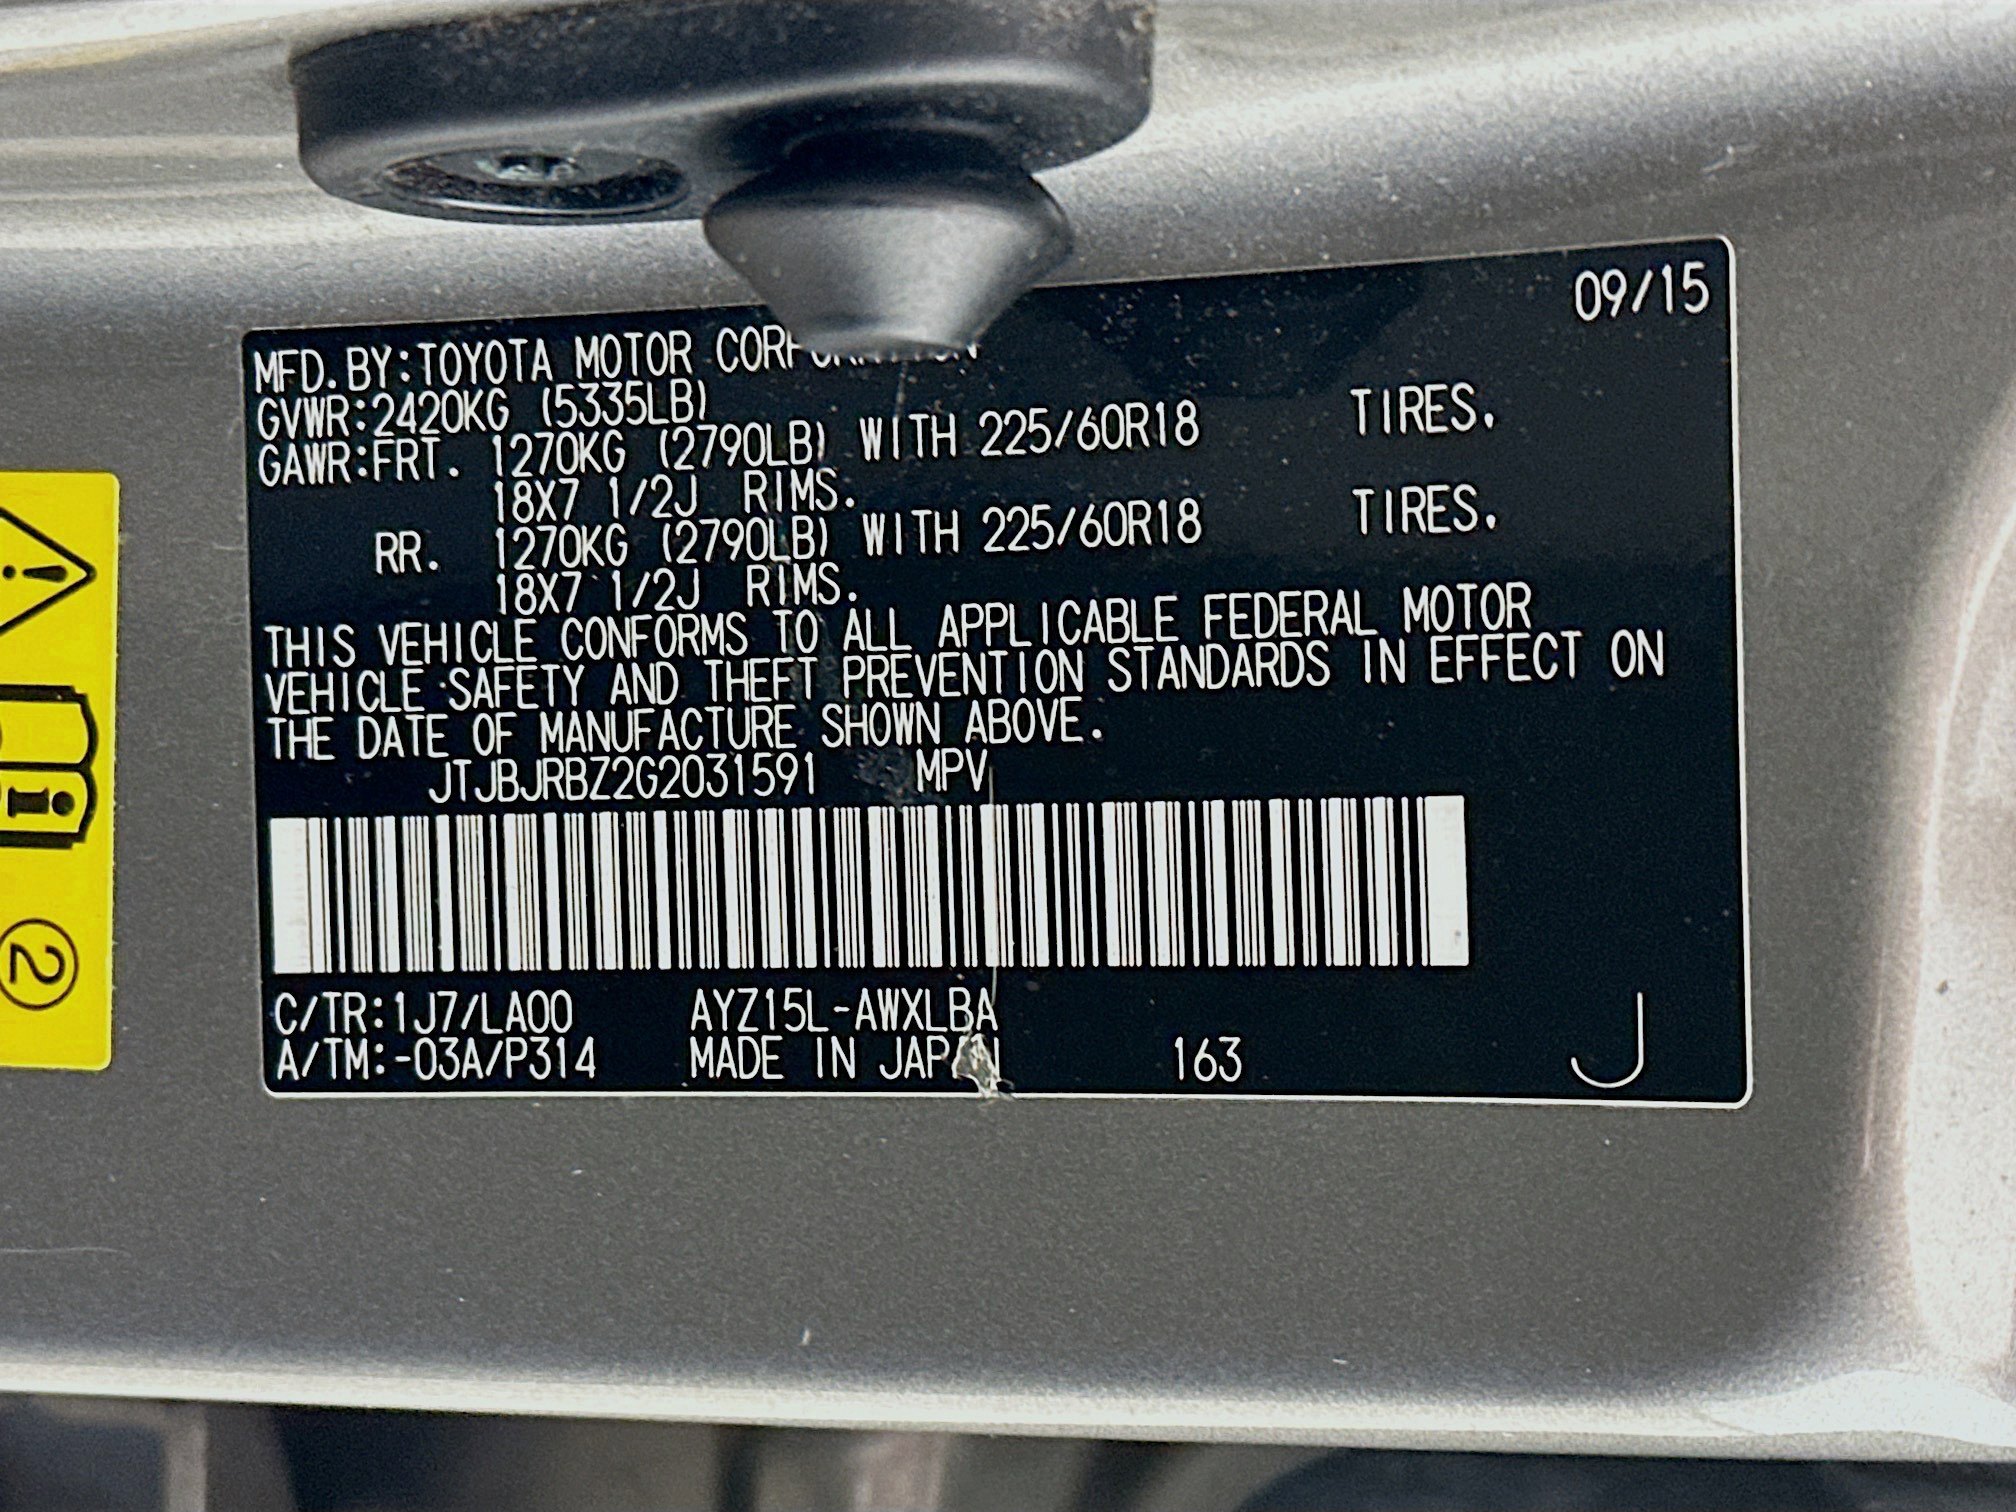 09/15
MFD. BY: TOYOTA MOTOR
GVWR: 2420KG (5335LB)
GAWR: FRT. 1270KG (2790LB) WITH 225/60R18 TIRES.
18X7 1/2J RIMS.
RR. 1270KG (2790LB) WITH 225/60R18 TIRES.
18X7 1/2J RIMS.
THIS VEHICLE CONFORMS TO ALL APPLICABLE FEDERAL MOTOR
VEHICLE SAFETY AND THEFT PREVENTION STANDARDS IN EFFECT ON
THE DATE OF MANUFACTURE SHOWN ABOVE.
JTJBJRBZ2G2031591 MPV
C/TR: 1J7/LA00 AYZ15L-AWXLBA
A/TM: -03A/P314 MADE IN JAPAN 163 J
i
2